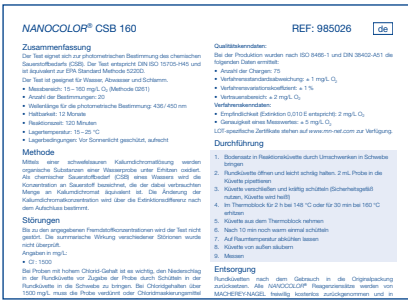 NANOCOLOR® CSB 160
REF: 985026
de
Zusammenfassung
Der Test eignet sich zur photometrischen Bestimmung des chemischen
Sauerstoffbedarfs (CSB). Der Test entspricht DIN ISO 15705-H45 und
ist äquivalent zur EPA Standard Methode 5220D.
Der Test ist geeignet für Wasser, Abwasser und Schlamm.
• Messbereich: 15–160 mg/L O₂ (Methode 0261)
• Anzahl der Bestimmungen: 20
• Wellenlänge für die photometrische Bestimmung: 436 / 450 nm
• Haltbarkeit: 12 Monate
• Reaktionszeit: 120 Minuten
• Lagertemperatur: 15–25 °C
• Lagerbedingungen: Vor Sonnenlicht geschützt, aufrecht
Methode
Mittels einer schwefelsauren Kaliumdichromatlösung werden
organische Substanzen einer Wasserprobe unter Erhitzen oxidiert.
Als chemischer Sauerstoffbedarf (CSB) eines Wassers wird die
Konzentration an Sauerstoff bezeichnet, die der dabei verbrauchten
Menge an Kaliumdichromat äquivalent ist. Die Änderung der
Kaliumdichromatkonzentration wird über die Extinktionsdifferenz nach
dem Aufschluss bestimmt.
Störungen
Bis zu den angegebenen Fremdstoffkonzentrationen wird der Test nicht
gestört. Die summarische Wirkung verschiedener Störionen wurde
nicht überprüft.
Angaben in mg/L:
• Cl⁻: 1500
Bei Proben mit hohem Chlorid-Gehalt ist es wichtig, den Niederschlag
in der Rundküvette vor Zugabe der Probe durch Schütteln in der
Rundküvette in die Schwebe zu bringen. Bei Chloridgehalten über
1500 mg/L muss die Probe verdünnt oder Chloridmaskierungsmittel
Qualitätskenndaten:
Bei der Produktion wurden nach ISO 8466-1 und DIN 38402-A51 die
folgenden Daten ermittelt:
• Anzahl der Chargen: 75
• Verfahrensstandardabweichung: ± 1 mg/L O₂
• Verfahrensvariationskoeffizient: ± 1 %
• Vertrauensbereich: ± 2 mg/L O₂
Verfahrenskenndaten:
• Empfindlichkeit (Extinktion 0,010 E entspricht): 2 mg/L O₂
• Genauigkeit eines Messwertes: ± 5 mg/L O₂
LOT-spezifische Zertifikate stehen auf www.mn-net.com zur Verfügung.
Durchführung
1. Bodensatz in Reaktionsküvette durch Umschwenken in Schwebe
bringen
2. Rundküvette öffnen und leicht schräg halten. 2 mL Probe in die
Küvette pipettieren
3. Küvette verschließen und kräftig schütteln (Sicherheitsgefäß
nutzen, Küvette wird heiß!)
4. Im Thermoblock für 2 h bei 148 °C oder für 30 min bei 160 °C
erhitzen
5. Küvette aus dem Thermoblock nehmen
6. Nach 10 min noch warm einmal schütteln
7. Auf Raumtemperatur abkühlen lassen
8. Küvette von außen säubern
9. Messen
Entsorgung
Rundküvetten nach dem Gebrauch in die Originalpackung
zurücksetzen. Alle NANOCOLOR® Reagenziensätze werden von
MACHEREY-NAGEL freiwillig kostenlos zurückgenommen und in